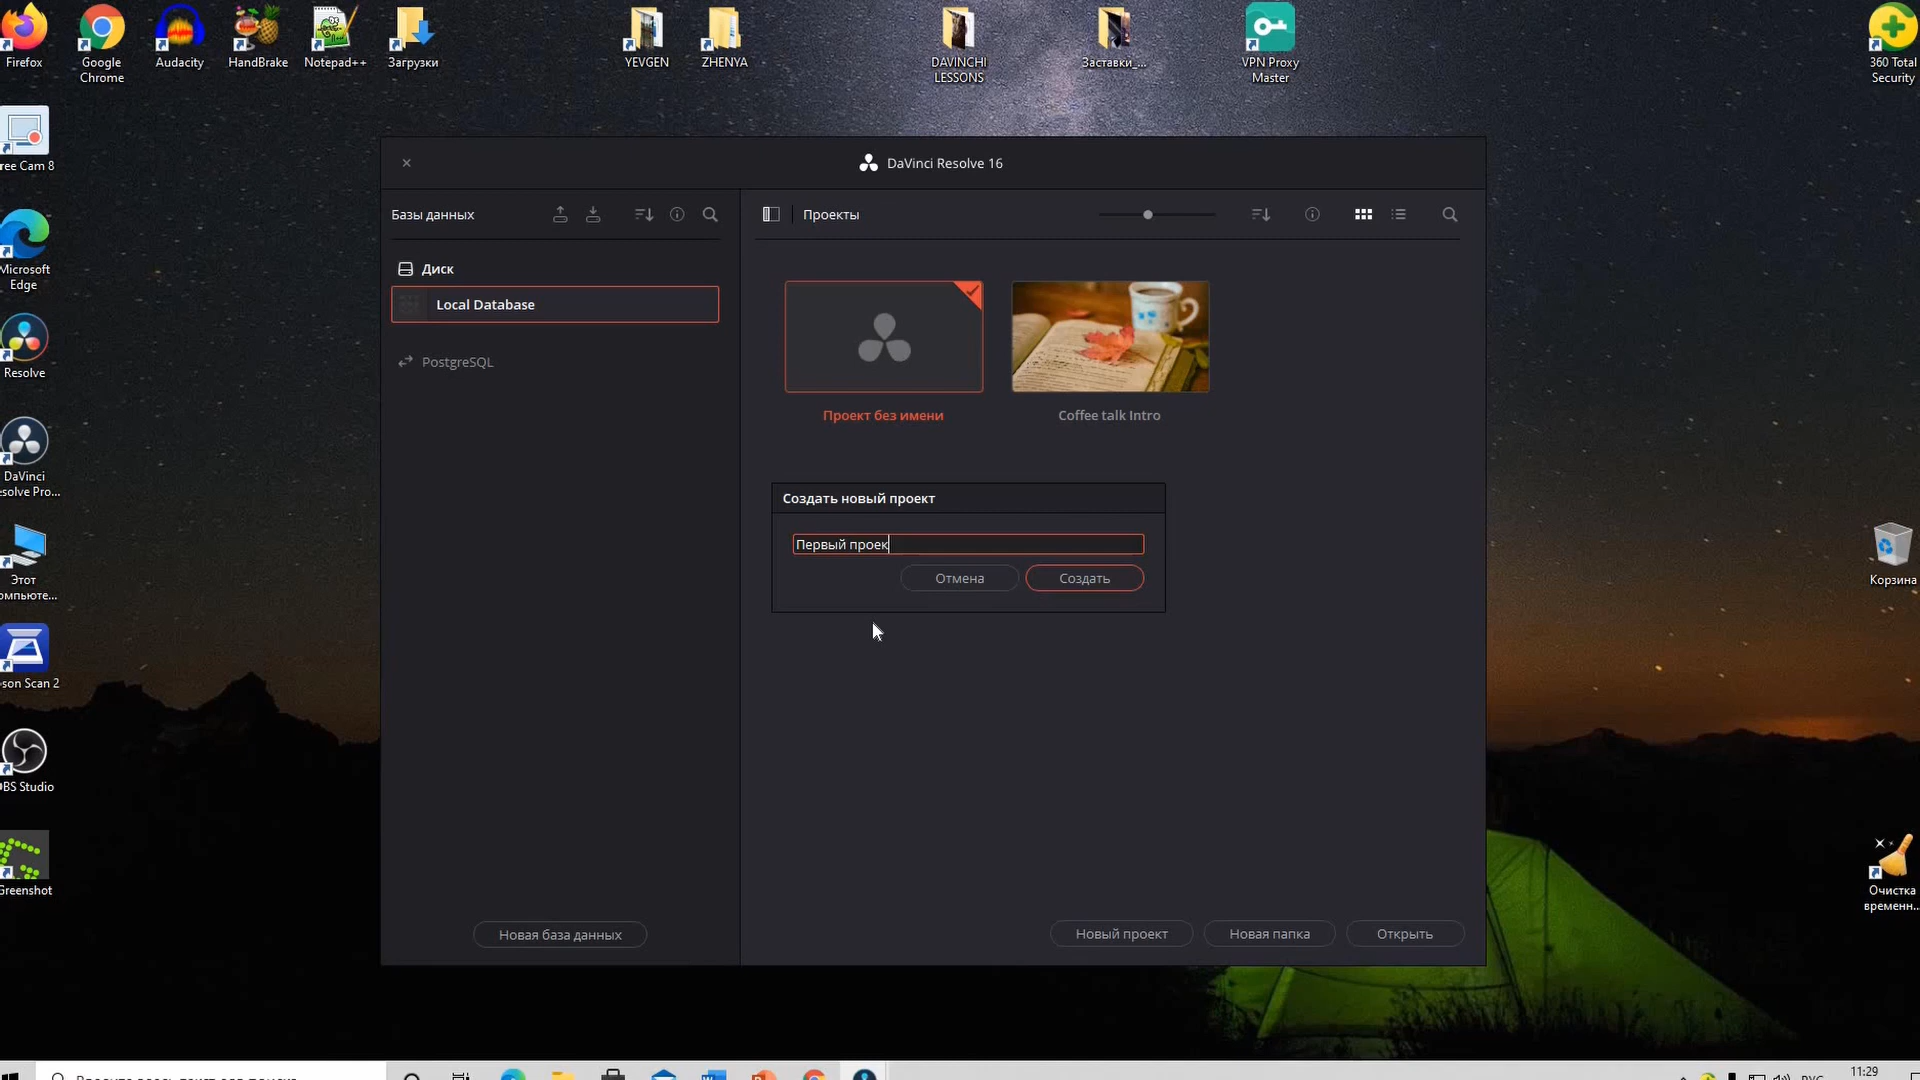 Firefox
Google
Chrome
Audacity
HandBrake
Notepad++
Загрузки
YEVGEN
ZHENYA
DAVINCHI
LESSONS
Заставки_...
VPN Proxy
Master
360 Total
Security
ree Cam 8
Microsoft
Edge
Resolve
DaVinci
esolve Pro...
Этот
омпьюте...
son Scan 2
BS Studio
Greenshot
Корзина
Очистка
временн...
DaVinci Resolve 16
Базы данных
Проекты
Диск
Local Database
PostgreSQL
Проект без имени
Coffee talk Intro
Создать новый проект
Первый проек
Отмена
Создать
Новая база данных
Новый проект
Новая папка
Открыть
11:29